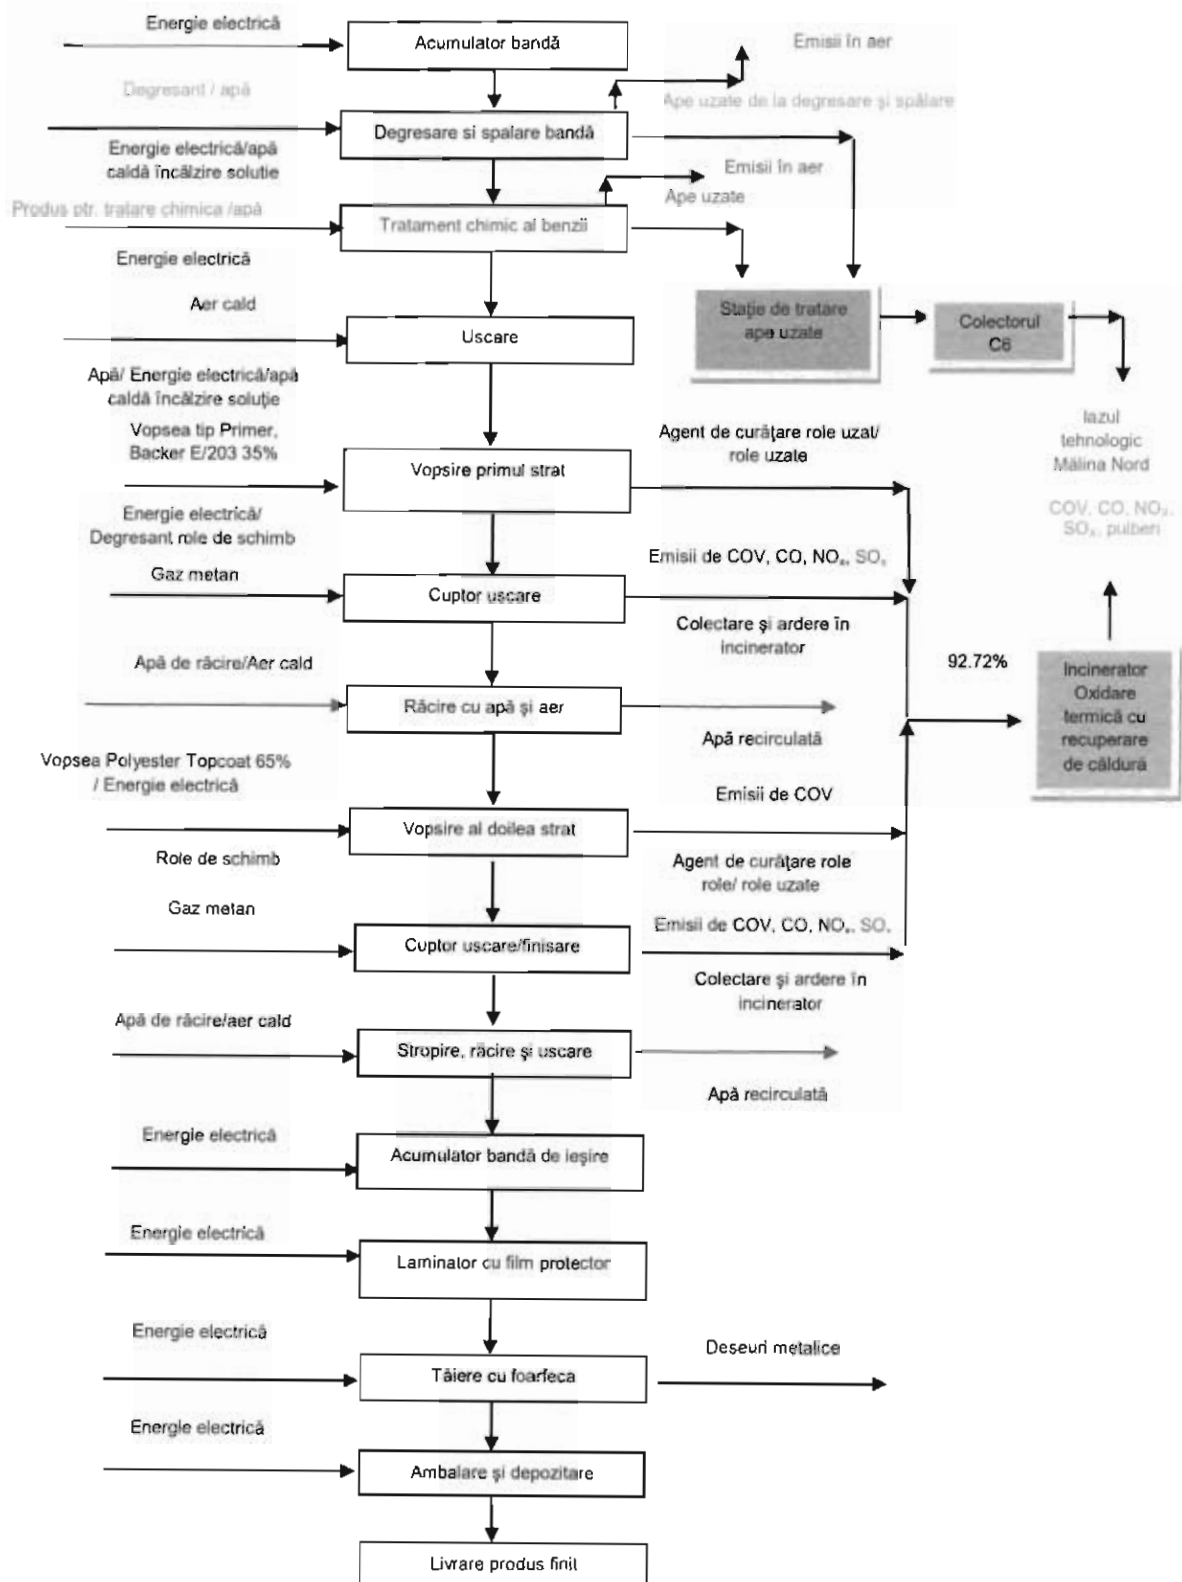 Energie electrică
Acumulator bandă
Emisii în aer
Degresant / apă
Ape uzate de la degresare şi spălare
Degresare si spalare bandă
Energie electrică/apă
caldă încălzire solutie
Emisii în aer
Ape uzate
Produs ptr. tratare chimica /apă
Tratament chimic al benzii
Energie electrică
Aer cald
Uscare
Staţie de tratare
ape uzate
Colectorul
C6
Apă/ Energie electrică/apă
caldă încălzire soluţie
Vopsea tip Primer,
Backer E/203 35%
Vopsire primul strat
Agent de curăţare role uzat/
role uzate
Iazul
tehnologic
Mălina Nord
COV, CO, NOₓ,
SOₓ, pulberi
Energie electrică/
Degresant role de schimb
Emisii de COV, CO, NOₓ, SOₓ
Gaz metan
Cuptor uscare
Colectare şi ardere în
incinerator
Apă de răcire/Aer cald
Răcire cu apă şi aer
Apă recirculată
92.72%
Incinerator
Oxidare
termică cu
recuperare
de căldură
Vopsea Polyester Topcoat 65%
/ Energie electrică
Emisii de COV
Vopsire al doilea strat
Role de schimb
Agent de curăţare role
role/ role uzate
Gaz metan
Emisii de COV, CO, NOₓ, SOₓ
Cuptor uscare/finisare
Colectare şi ardere în
incinerator
Apă de răcire/aer cald
Stropire, răcire şi uscare
Apă recirculată
Energie electrică
Acumulator bandă de ieşire
Energie electrică
Laminator cu film protector
Energie electrică
Tăiere cu foarfeca
Deseuri metalice
Energie electrică
Ambalare şi depozitare
Livrare produs finit